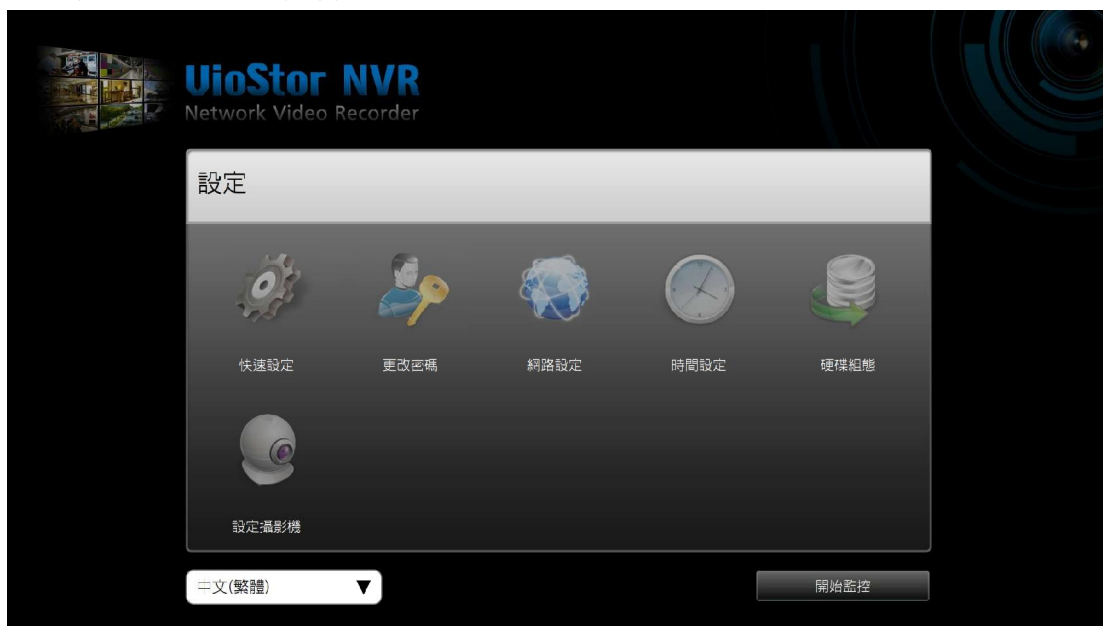 VioStor NVR
Network Video Recorder
設定
快速設定
更改密碼
網路設定
時間設定
硬碟組態
設定攝影機
中文(繁體)
開始監控